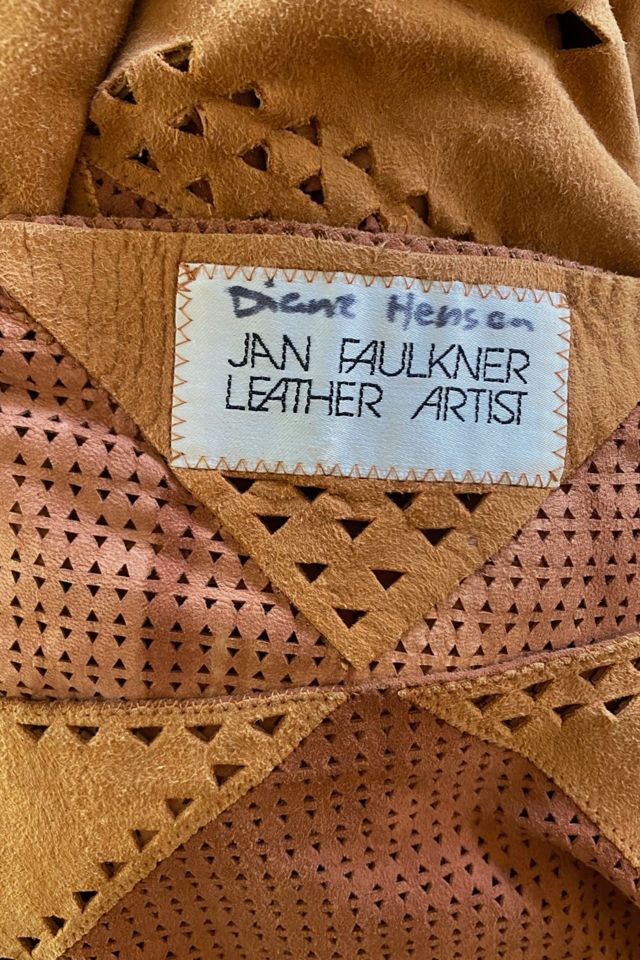 Diane Henson
JAN FAULKNER
LEATHER ARTIST